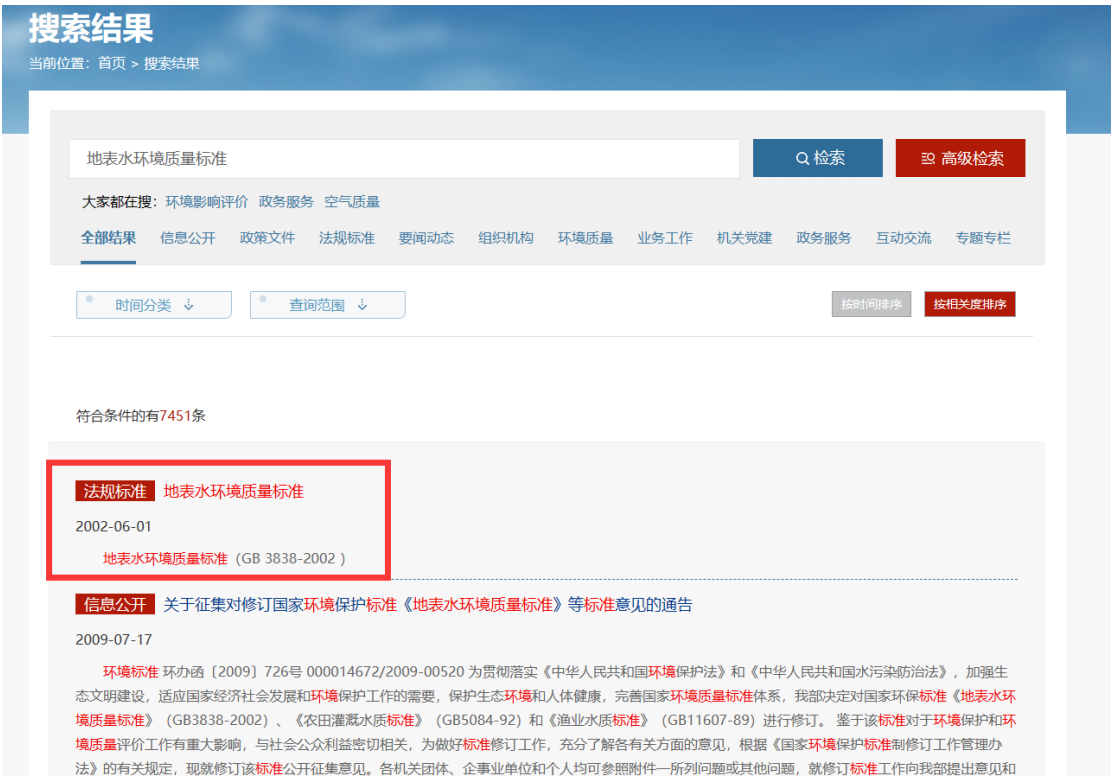 搜索结果
当前位置：首页 > 搜索结果
地表水环境质量标准
检索
高级检索
大家都在搜：环境影响评价 政务服务 空气质量
全部结果 信息公开 政策文件 法规标准 要闻动态 组织机构 环境质量 业务工作 机关党建 政务服务 互动交流 专题专栏
时间分类 查询范围 按时间排序 按相关度排序
符合条件的有7451条
法规标准 地表水环境质量标准
2002-06-01
地表水环境质量标准（GB 3838-2002 ）
信息公开 关于征集对修订国家环境保护标准《地表水环境质量标准》等标准意见的通告
2009-07-17
环境标准 环办函〔2009〕726号 000014672/2009-00520 为贯彻落实《中华人民共和国环境保护法》和《中华人民共和国水污染防治法》，加强生
态文明建设，适应国家经济社会发展和环境保护工作的需要，保护生态环境和人体健康，完善国家环境质量标准体系，我部决定对国家环保标准《地表水环
境质量标准》（GB3838-2002）、《农田灌溉水质标准》（GB5084-92）和《渔业水质标准》（GB11607-89）进行修订。 鉴于该标准对于环境保护和环
境质量评价工作有重大影响，与社会公众利益密切相关，为做好标准修订工作，充分了解各有关方面的意见，根据《国家环境保护标准制修订工作管理办
法》的有关规定，现就修订该标准公开征集意见。各机关团体、企事业单位和个人均可参照附件一所列问题或其他问题，就修订标准工作向我部提出意见和